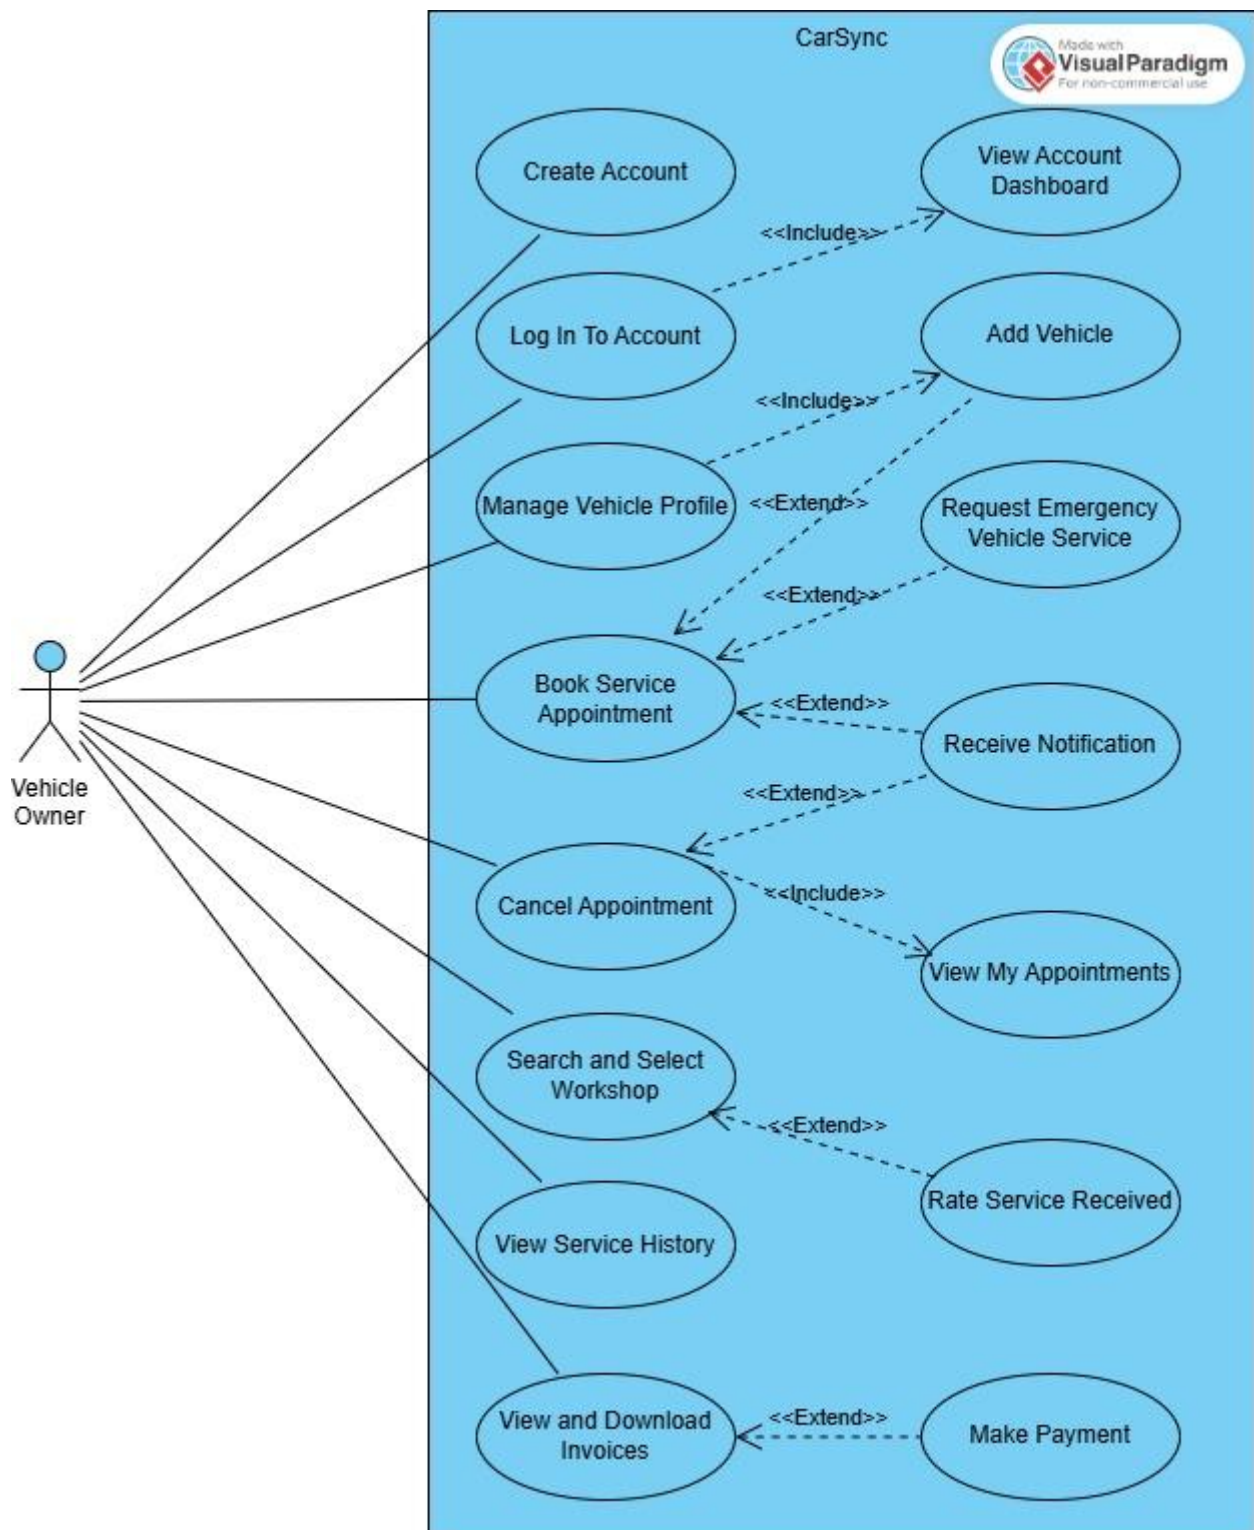 CarSync
Made with
Visual Paradigm
For non-commercial use
Create Account
View Account
Dashboard
<<Include>>
Log In To Account
Add Vehicle
<<Include>>
Manage Vehicle Profile
<<Extend>>
Request Emergency
Vehicle Service
<<Extend>>
Book Service
Appointment
<<Extend>>
Receive Notification
<<Extend>>
Vehicle
Owner
Cancel Appointment
<<Include>>
View My Appointments
Search and Select
Workshop
<<Extend>>
Rate Service Received
View Service History
View and Download
Invoices
<<Extend>>
Make Payment